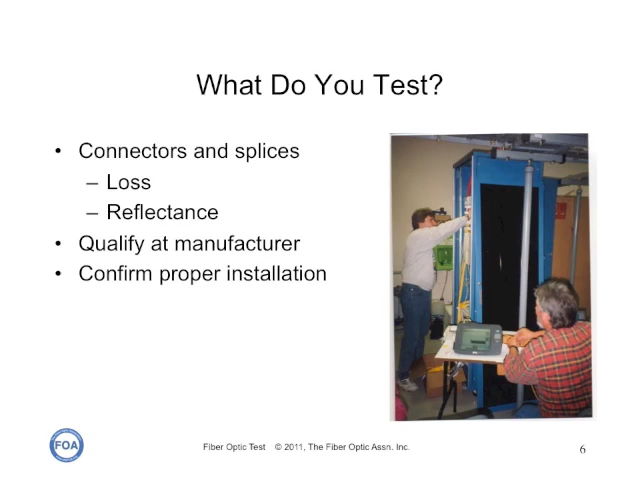 What Do You Test?
• Connectors and splices
– Loss
– Reflectance
• Qualify at manufacturer
• Confirm proper installation
FOA
Fiber Optic Test © 2011, The Fiber Optic Assn. Inc.
6